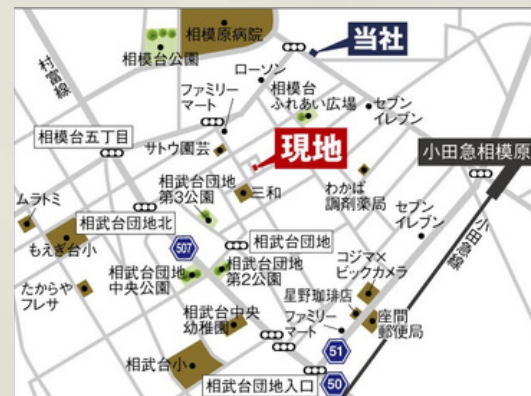 相模原病院
当社
村富線
相模台公園
ローソン
ファミリー
マート
相模台
ふれあい広場
セブン
イレブン
相模台五丁目
サトウ園芸
現地
小田急相模原
三和
わかば
調剤薬局
相武台団地
第3公園
ムラトミ
相武台団地北
セブン
イレブン
小田急線
もえぎ台小
507
相武台団地
たからや
フレサ
相武台団地
中央公園
相武台団地
第2公園
コジマ×
ビックカメラ
星野珈琲店
相武台中央
幼稚園
ファミリー
マート
座間
郵便局
相武台小
51
相武台団地入口
50